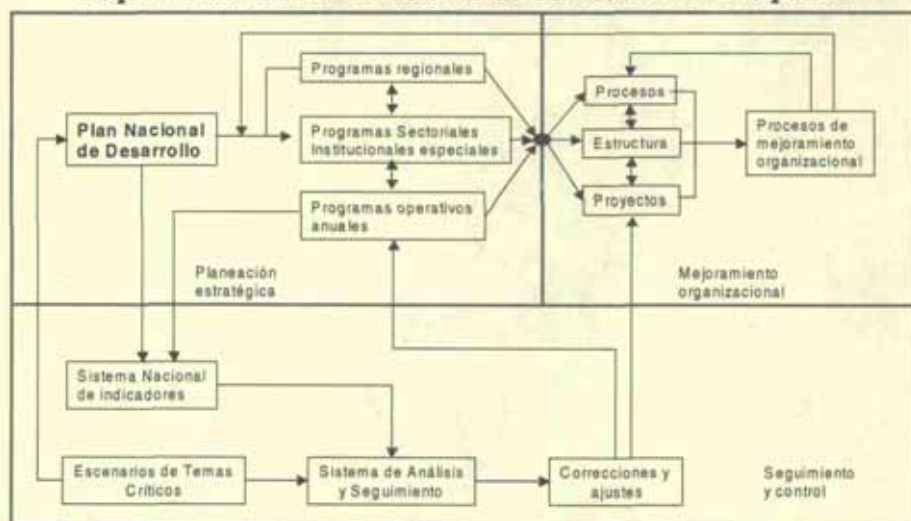 Programas regionales
Procesos
Plan Nacional
de Desarrollo
Programas Sectoriales
Institucionales especiales
Estructura
Procesos de
mejoramiento
organizacional
Programas operativos
anuales
Proyectos
Planeación
estratégica
Mejoramiento
organizacional
Sistema Nacional
de indicadores
Escenarios de Temas
Críticos
Sistema de Análisis
y Seguimiento
Correcciones y
ajustes
Seguimiento
y control